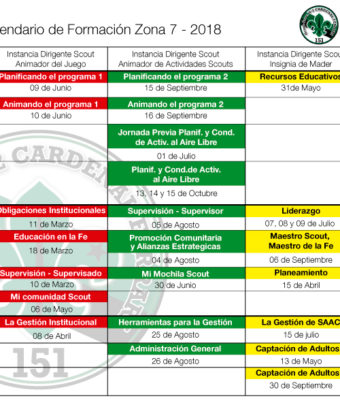 endario de Formación Zona 7 - 2018
151
Instancia Dirigente Scout
Animador del Juego
Instancia Dirigente Scout
Animador de Actividades Scouts
Instancia Dirigente Scout
Insignia de Mader
Planificando el programa 1
09 de Junio
Planificando el programa 2
15 de Septiembre
Recursos Educativos
31de Mayo
Animando el programa 1
10 de Junio
Animando el programa 2
16 de Septiembre
Jornada Previa Planif. y Cond.
de Activ. al Aire Libre
01 de Julio
Planif. y Cond.de Activ.
al Aire Libre
13, 14 y 15 de Octubre
Obligaciones Institucionales
11 de Marzo
Supervisión - Supervisor
05 de Agosto
Liderazgo
07, 08 y 09 de Julio
Educación en la Fe
18 de Marzo
Promoción Comunitaria
y Alianzas Estrategicas
04 de Agosto
Maestro Scout,
Maestro de la Fe
06 de Septiembre
Supervisión - Supervisado
10 de Marzo
Mi Mochila Scout
30 de Junio
Planeamiento
15 de Abril
Mi comunidad Scout
06 de Mayo
La Gestión Institucional
08 de Abril
Herramientas para la Gestión
25 de Agosto
La Gestión de SAAC
15 de julio
Administración General
26 de Agosto
Captación de Adultos
13 de Mayo
Captación de Adultos
30 de Septiembre
DE CARDENAL
151